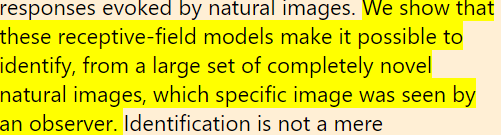 responses evoked by natural images. We show that
these receptive-field models make it possible to
identify, from a large set of completely novel
natural images, which specific image was seen by
an observer. Identification is not a mere